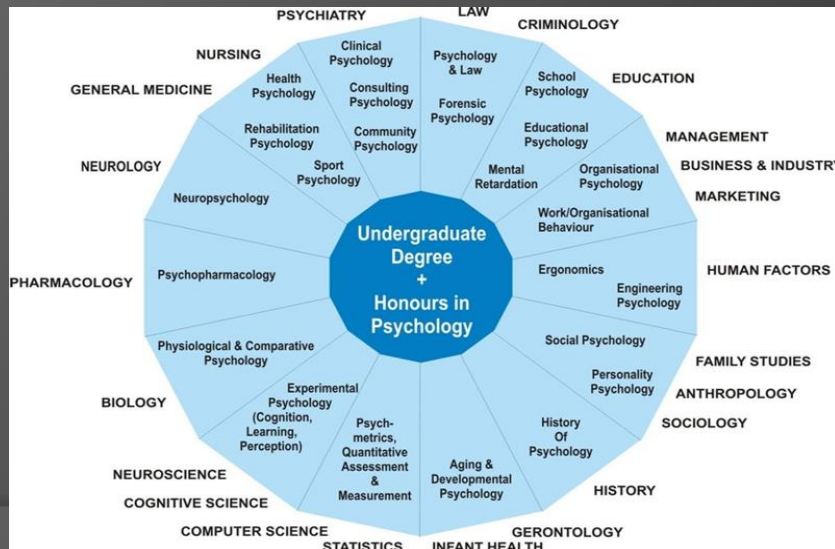 PSYCHIATRY
LAW
CRIMINOLOGY
NURSING
EDUCATION
GENERAL MEDICINE
MANAGEMENT
BUSINESS & INDUSTRY
NEUROLOGY
MARKETING
PHARMACOLOGY
HUMAN FACTORS
FAMILY STUDIES
BIOLOGY
ANTHROPOLOGY
SOCIOLOGY
NEUROSCIENCE
HISTORY
COGNITIVE SCIENCE
COMPUTER SCIENCE
GERONTOLOGY
STATISTICS
INFANT HEALTH
Clinical
Psychology
Consulting
Psychology
Community
Psychology
Psychology
& Law
Forensic
Psychology
School
Psychology
Educational
Psychology
Mental
Retardation
Organisational
Psychology
Work/Organisational
Behaviour
Ergonomics
Engineering
Psychology
Social Psychology
Personality
Psychology
History
Of
Psychology
Aging &
Developmental
Psychology
Psych-
metrics,
Quantitative
Assessment
&
Measurement
Experimental
Psychology
(Cognition,
Learning,
Perception)
Physiological & Comparative
Psychology
Psychopharmacology
Neuropsychology
Health
Psychology
Rehabilitation
Psychology
Sport
Psychology
Undergraduate
Degree
+
Honours in
Psychology